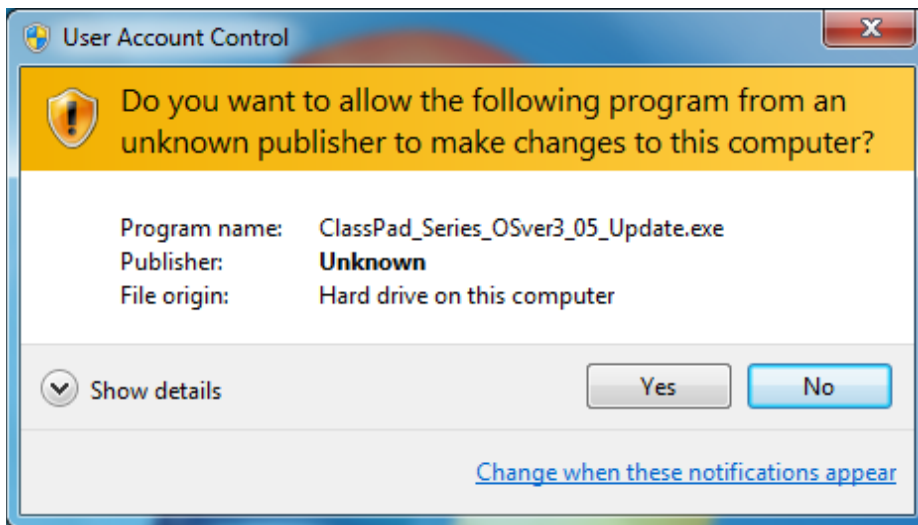 User Account Control
Do you want to allow the following program from an
unknown publisher to make changes to this computer?
Program name: ClassPad_Series_OSver3_05_Update.exe
Publisher: Unknown
File origin: Hard drive on this computer
Show details
Yes No
Change when these notifications appear